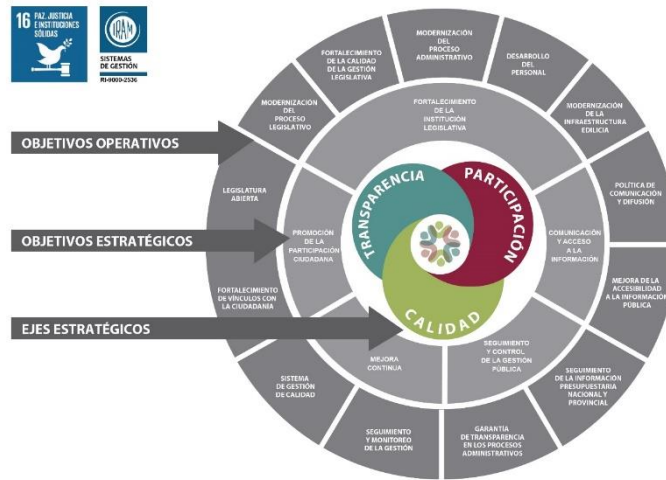 16 PAZ, JUSTICIA
E INSTITUCIONES
SÓLIDAS
IRAM
SISTEMAS
DE GESTIÓN
RI-9000-2536
OBJETIVOS OPERATIVOS
OBJETIVOS ESTRATÉGICOS
EJES ESTRATÉGICOS
MODERNIZACIÓN
DEL
PROCESO
LEGISLATIVO
FORTALECIMIENTO
DE LA CALIDAD
DE LA GESTIÓN
LEGISLATIVA
MODERNIZACIÓN
DEL
PROCESO
ADMINISTRATIVO
DESARROLLO
DEL
PERSONAL
MODERNIZACIÓN
DE LA
INFRAESTRUCTURA
EDILICIA
POLÍTICA DE
COMUNICACIÓN
Y DIFUSIÓN
MEJORA DE LA
ACCESIBILIDAD
A LA INFORMACIÓN
PÚBLICA
SEGUIMIENTO
DE LA INFORMACIÓN
PRESUPUESTARIA
NACIONAL Y
PROVINCIAL
GARANTÍA
DE TRANSPARENCIA
EN LOS PROCESOS
ADMINISTRATIVOS
SEGUIMIENTO
Y MONITOREO
DE LA GESTIÓN
SISTEMA
DE GESTIÓN
DE CALIDAD
FORTALECIMIENTO
DE VÍNCULOS CON
LA CIUDADANÍA
LEGISLATURA
ABIERTA
FORTALECIMIENTO
DE LA
INSTITUCIÓN
LEGISLATIVA
COMUNICACIÓN
Y ACCESO
A LA
INFORMACIÓN
SEGUIMIENTO
Y CONTROL
DE LA GESTIÓN
PÚBLICA
MEJORA
CONTINUA
PROMOCIÓN
DE LA
PARTICIPACIÓN
CIUDADANA
TRANSPARENCIA
PARTICIPACIÓN
CALIDAD